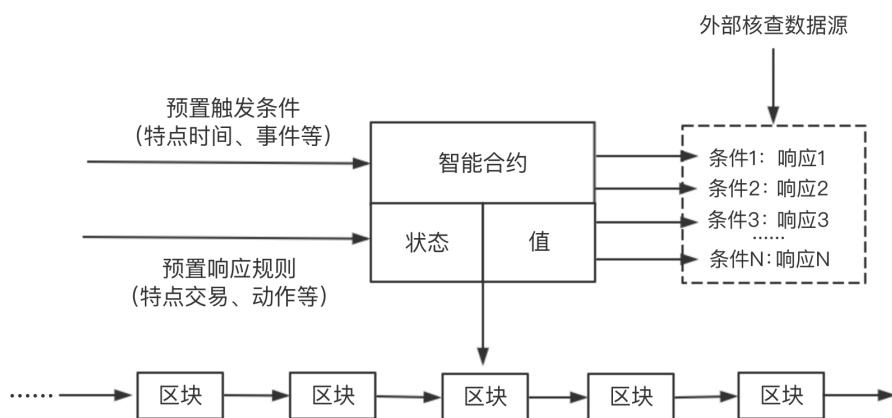 外部核查数据源
预置触发条件
（特点时间、事件等）
智能合约
条件1：响应1
条件2：响应2
条件3：响应3
......
条件N：响应N
状态
值
预置响应规则
（特点交易、动作等）
......
区块
区块
区块
区块
区块